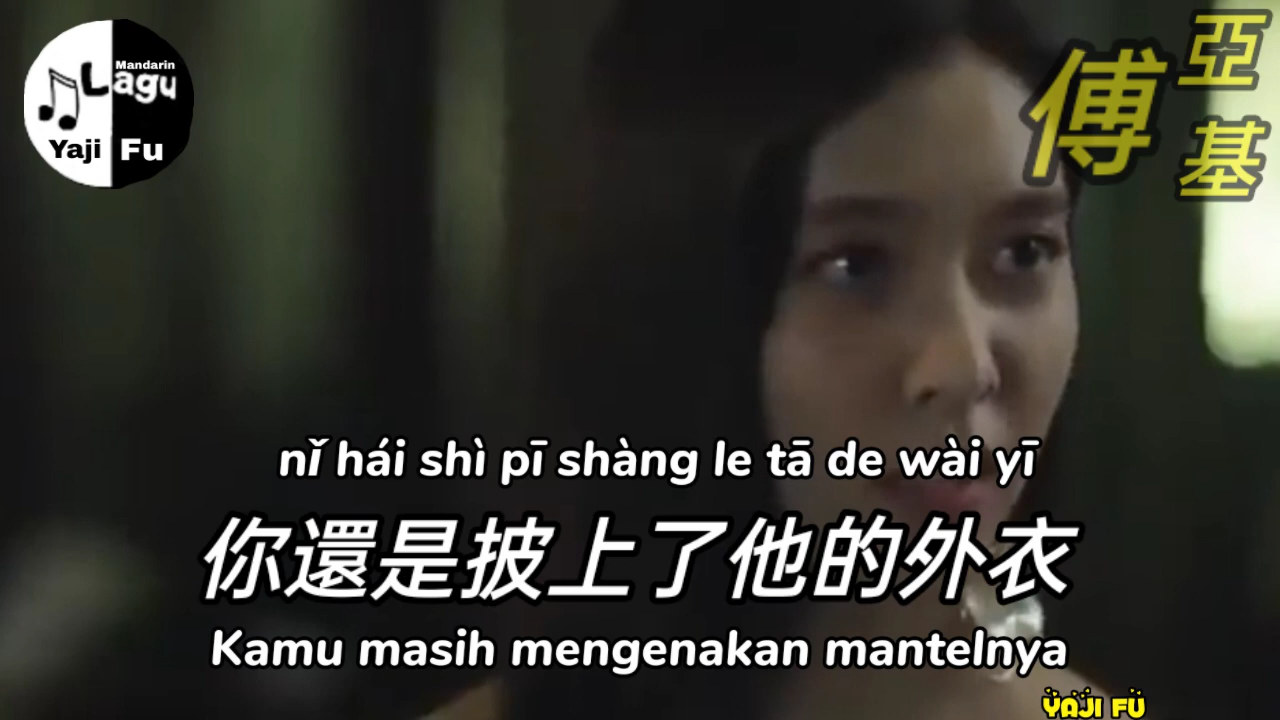 Mandarin
Lagu
Yaji Fu
傅亞基
nǐ hái shì pī shàng le tā de wài yī
你還是披上了他的外衣
Kamu masih mengenakan mantelnya
YAJI FU